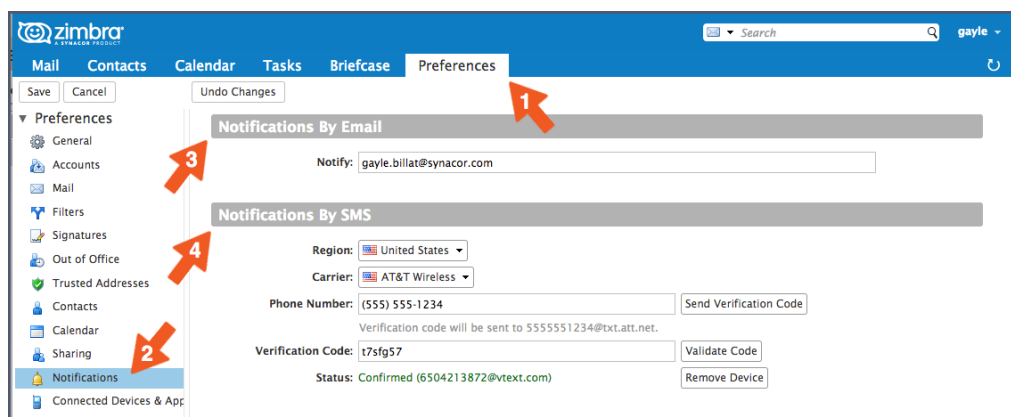 zimbra
A SYNACOR PRODUCT
Search
gayle
Mail Contacts Calendar Tasks Briefcase Preferences
Save Cancel Undo Changes
1
Preferences
General
Accounts
Mail
Filters
Signatures
Out of Office
Trusted Addresses
Contacts
Calendar
Sharing
Notifications
Connected Devices & App
2
3
Notifications By Email
Notify: gayle.billat@synacor.com
4
Notifications By SMS
Region: United States
Carrier: AT&T Wireless
Phone Number: (555) 555-1234 Send Verification Code
Verification code will be sent to 5555551234@txt.att.net.
Verification Code: t7sfg57 Validate Code
Status: Confirmed (6504213872@vtext.com) Remove Device